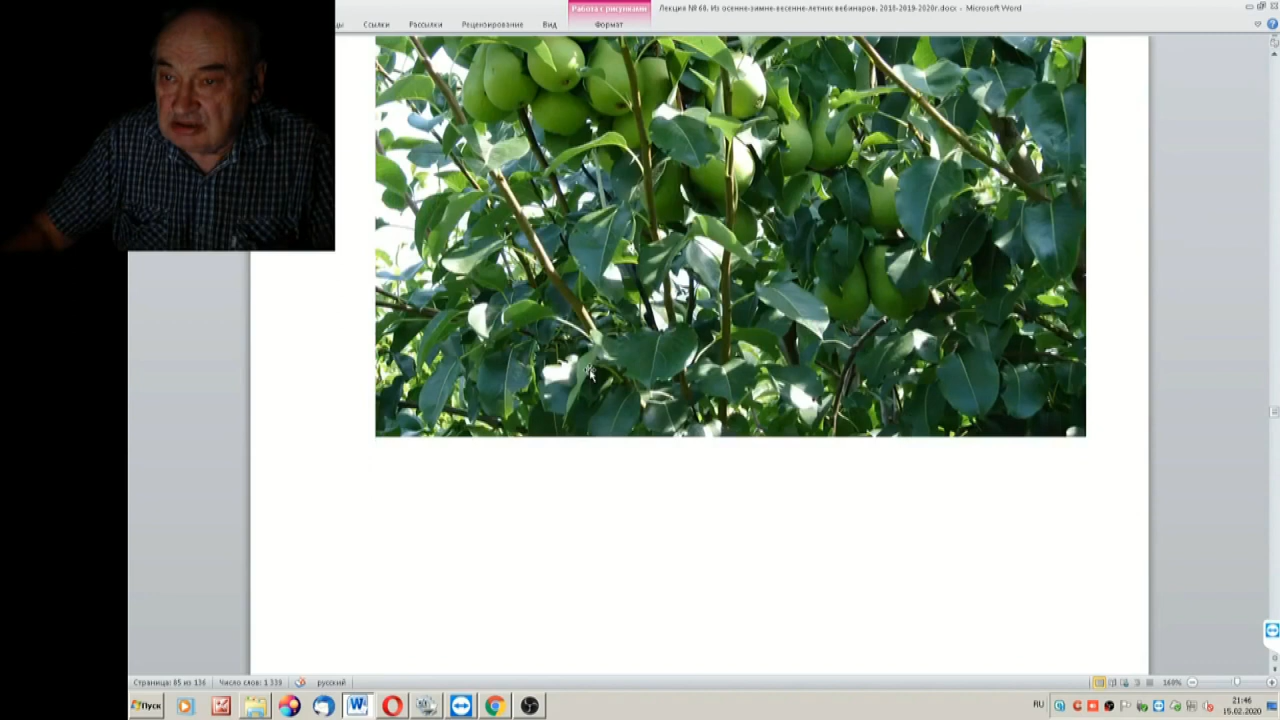 Работа с рисунками
Лекция № 68. Из осенне-зимне-весенне-летних вебинаров. 2018-2019-2020г.docx - Microsoft Word
Ссылки Рассылки Рецензирование Вид Формат
Страница: 85 из 136 Число слов: 1 339 русский 160%
Пуск
RU
21:46
15.02.2020